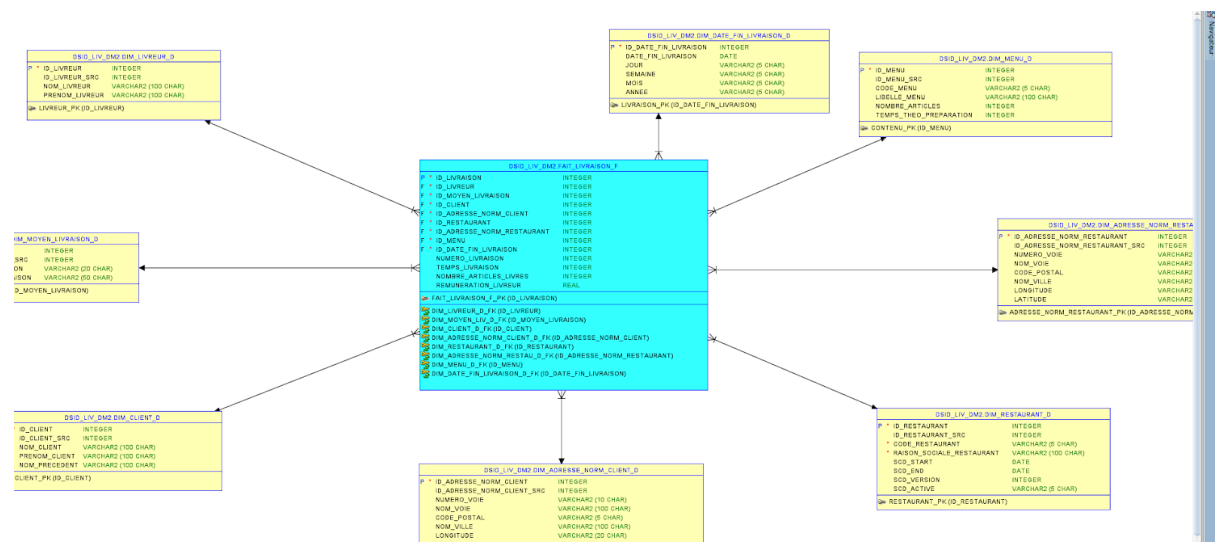 Navigateur
DSID_LIV_DM2.DIM_LIVREUR_D
P * ID_LIVREUR INTEGER
ID_LIVREUR_SRC INTEGER
NOM_LIVREUR VARCHAR2 (100 CHAR)
PRENOM_LIVREUR VARCHAR2 (100 CHAR)
LIVREUR_PK (ID_LIVREUR)
DSID_LIV_DM2.DIM_DATE_FIN_LIVRAISON_D
P * ID_DATE_FIN_LIVRAISON INTEGER
DATE_FIN_LIVRAISON DATE
JOUR VARCHAR2 (5 CHAR)
SEMAINE VARCHAR2 (5 CHAR)
MOIS VARCHAR2 (5 CHAR)
ANNEE VARCHAR2 (5 CHAR)
LIVRAISON_PK (ID_DATE_FIN_LIVRAISON)
DSID_LIV_DM2.DIM_MENU_D
P * ID_MENU INTEGER
ID_MENU_SRC INTEGER
CODE_MENU VARCHAR2 (5 CHAR)
LIBELLE_MENU VARCHAR2 (100 CHAR)
NOMBRE_ARTICLES INTEGER
TEMPS_THEO_PREPARATION INTEGER
CONTENU_PK (ID_MENU)
DSID_LIV_DM2.FAIT_LIVRAISON_F
P * ID_LIVRAISON INTEGER
F * ID_LIVREUR INTEGER
F * ID_MOYEN_LIVRAISON INTEGER
F * ID_CLIENT INTEGER
F * ID_ADRESSE_NORM_CLIENT INTEGER
F * ID_RESTAURANT INTEGER
F * ID_ADRESSE_NORM_RESTAURANT INTEGER
F * ID_MENU INTEGER
F * ID_DATE_FIN_LIVRAISON INTEGER
NUMERO_LIVRAISON INTEGER
TEMPS_LIVRAISON INTEGER
NOMBRE_ARTICLES_LIVRES INTEGER
REMUNERATION_LIVREUR REAL
FAIT_LIVRAISON_F_PK (ID_LIVRAISON)
DIM_LIVREUR_D_FK (ID_LIVREUR)
DIM_MOYEN_LIV_D_FK (ID_MOYEN_LIVRAISON)
DIM_CLIENT_D_FK (ID_CLIENT)
DIM_ADRESSE_NORM_CLIENT_D_FK (ID_ADRESSE_NORM_CLIENT)
DIM_RESTAURANT_D_FK (ID_RESTAURANT)
DIM_ADRESSE_NORM_RESTAU_D_FK (ID_ADRESSE_NORM_RESTAURANT)
DIM_MENU_D_FK (ID_MENU)
DIM_DATE_FIN_LIVRAISON_D_FK (ID_DATE_FIN_LIVRAISON)
IM_MOYEN_LIVRAISON_D
INTEGER
SRC INTEGER
ON VARCHAR2 (20 CHAR)
AISON VARCHAR2 (50 CHAR)
D_MOYEN_LIVRAISON)
DSID_LIV_DM2.DIM_ADRESSE_NORM_RESTA
P * ID_ADRESSE_NORM_RESTAURANT INTEGER
ID_ADRESSE_NORM_RESTAURANT_SRC INTEGER
NUMERO_VOIE VARCHAR2
NOM_VOIE VARCHAR2
CODE_POSTAL VARCHAR2
NOM_VILLE VARCHAR2
LONGITUDE VARCHAR2
LATITUDE VARCHAR2
ADRESSE_NORM_RESTAURANT_PK (ID_ADRESSE_NORM
DSID_LIV_DM2.DIM_CLIENT_D
* ID_CLIENT INTEGER
ID_CLIENT_SRC INTEGER
NOM_CLIENT VARCHAR2 (100 CHAR)
PRENOM_CLIENT VARCHAR2 (100 CHAR)
NOM_PRECEDENT VARCHAR2 (100 CHAR)
CLIENT_PK (ID_CLIENT)
DSID_LIV_DM2.DIM_ADRESSE_NORM_CLIENT_D
P * ID_ADRESSE_NORM_CLIENT INTEGER
ID_ADRESSE_NORM_CLIENT_SRC INTEGER
NUMERO_VOIE VARCHAR2 (10 CHAR)
NOM_VOIE VARCHAR2 (100 CHAR)
CODE_POSTAL VARCHAR2 (5 CHAR)
NOM_VILLE VARCHAR2 (100 CHAR)
LONGITUDE VARCHAR2 (20 CHAR)
DSID_LIV_DM2.DIM_RESTAURANT_D
P * ID_RESTAURANT INTEGER
ID_RESTAURANT_SRC INTEGER
* CODE_RESTAURANT VARCHAR2 (5 CHAR)
* RAISON_SOCIALE_RESTAURANT VARCHAR2 (100 CHAR)
SCD_START DATE
SCD_END DATE
SCD_VERSION INTEGER
SCD_ACTIVE VARCHAR2 (5 CHAR)
RESTAURANT_PK (ID_RESTAURANT)